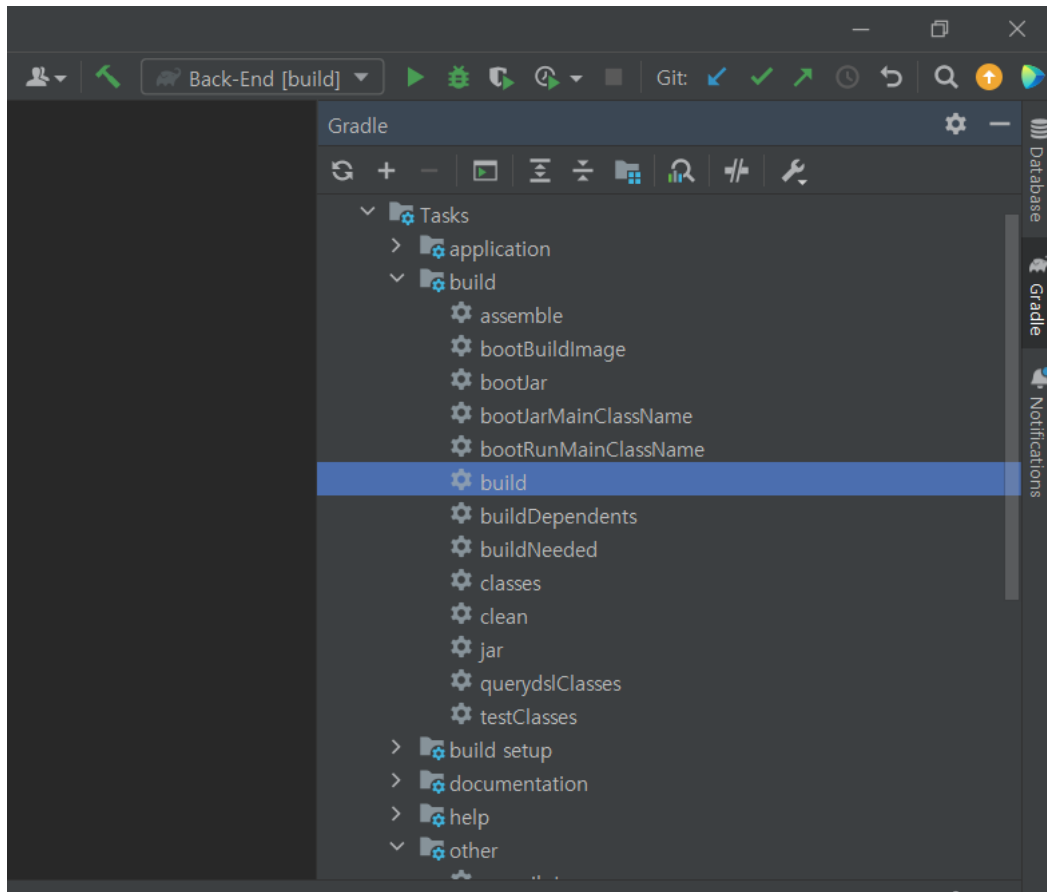 Back-End [build]
Git:
Gradle
Tasks
application
build
assemble
bootBuildImage
bootJar
bootJarMainClassName
bootRunMainClassName
build
buildDependents
buildNeeded
classes
clean
jar
querydslClasses
testClasses
build setup
documentation
help
other
Database
Gradle
Notifications